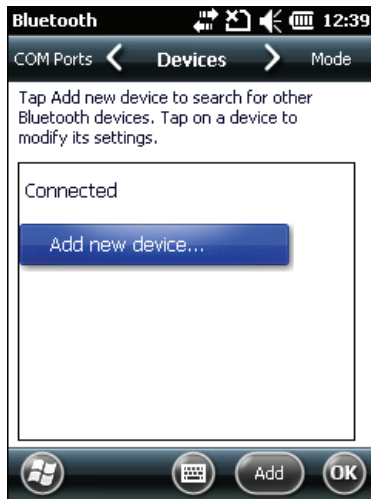 Bluetooth 12:39
COM Ports Devices Mode
Tap Add new device to search for other
Bluetooth devices. Tap on a device to
modify its settings.
Connected
Add new device...
Add OK